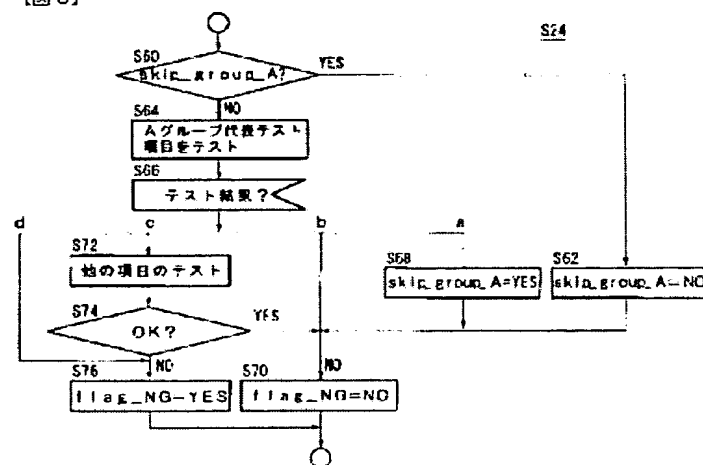 S24
S60
skip_group_A?
YES
NO
S64
Aグループ代表テスト
項目をテスト
S66
テスト結果?
d
c
b
a
S72
他の項目のテスト
S68
skip_group_A=YES
S62
skip_group_A=NO
S74
OK?
YES
NO
NO
S76
flag_NG=YES
S70
flag_NG=NO